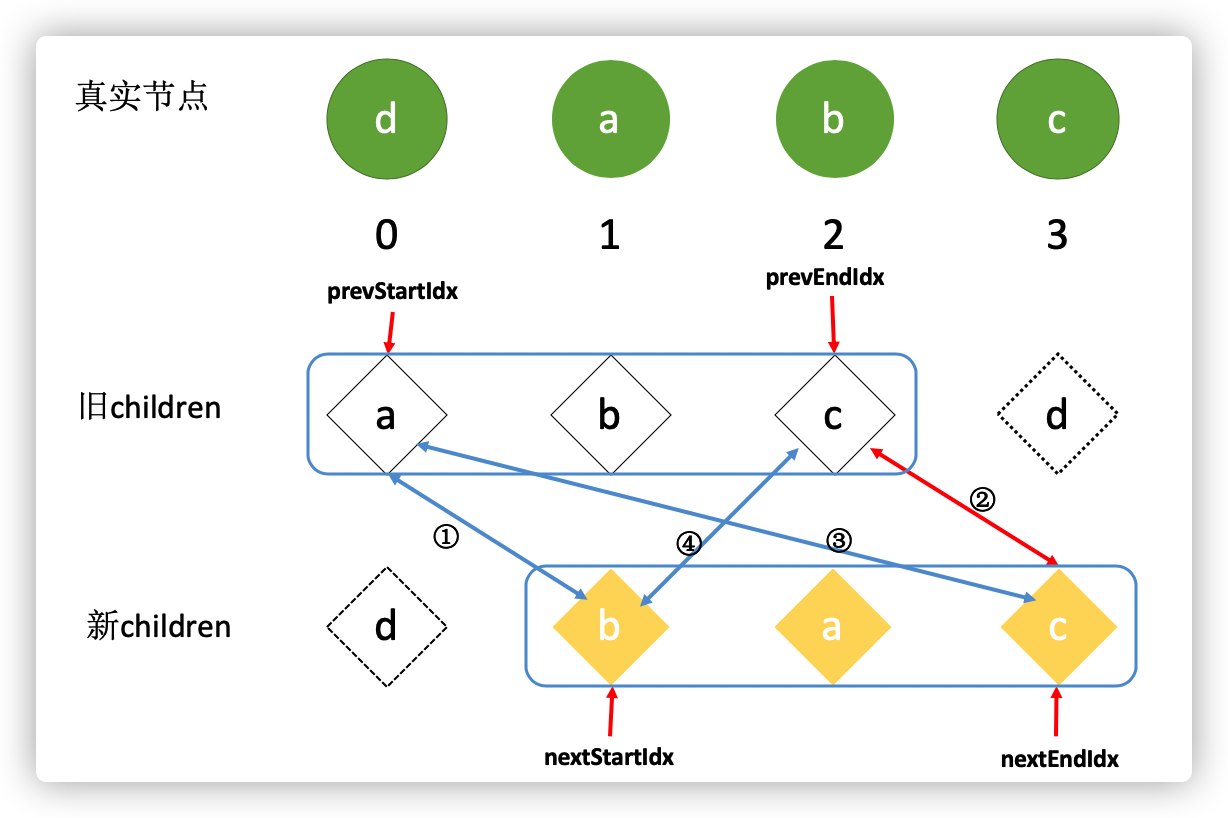 真实节点 d a b c
0 1 2 3
prevStartIdx prevEndIdx
旧children a b c d
① ④ ③ ②
新children d b a c
nextStartIdx nextEndIdx